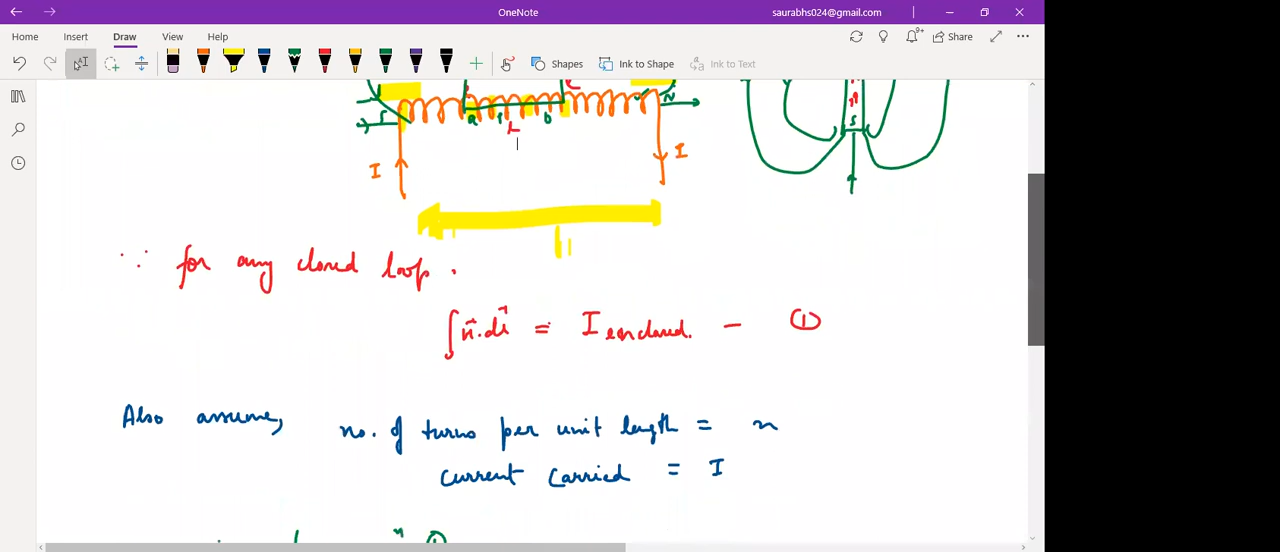 OneNote
saurabhs024@gmail.com
Home Insert Draw View Help
Share
Shapes Ink to Shape Ink to Text
S a b L N
I I
S
∵ for any closed loop.
∫ H⃗.dl⃗ = I enclosed. — ①
Also assume, no. of turns per unit length = n
current carried = I
①